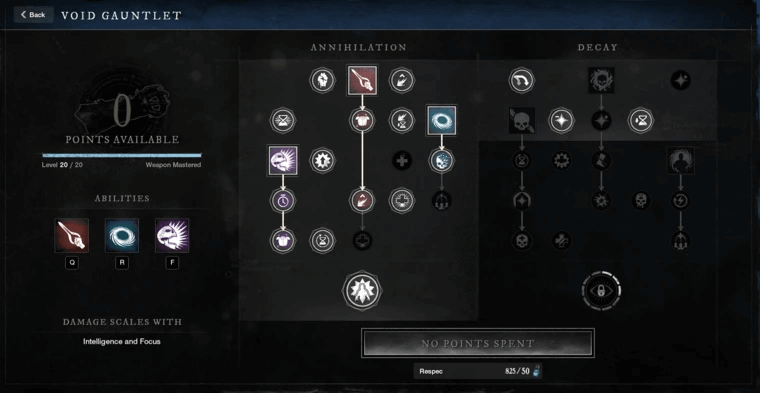 Back VOID GAUNTLET
ANNIHILATION
DECAY
0
POINTS AVAILABLE
Level 20 / 20 Weapon Mastered
ABILITIES
Q R F
DAMAGE SCALES WITH
Intelligence and Focus
NO POINTS SPENT
Respec 825 / 50